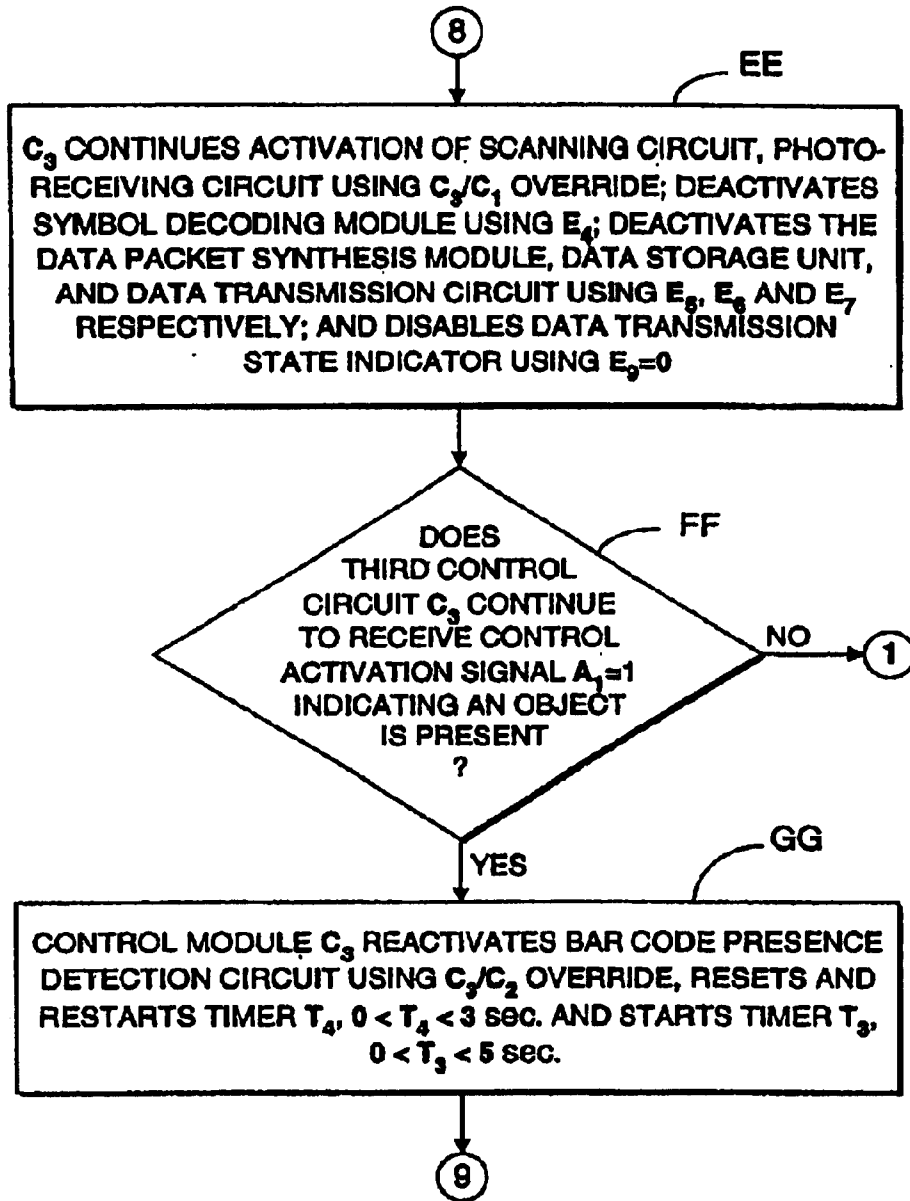 8
EE
C₃ CONTINUES ACTIVATION OF SCANNING CIRCUIT, PHOTO-
RECEIVING CIRCUIT USING C₃/C₁ OVERRIDE; DEACTIVATES
SYMBOL DECODING MODULE USING E₄; DEACTIVATES THE
DATA PACKET SYNTHESIS MODULE, DATA STORAGE UNIT,
AND DATA TRANSMISSION CIRCUIT USING E₅, E₆ AND E₇
RESPECTIVELY; AND DISABLES DATA TRANSMISSION
STATE INDICATOR USING E₉=0
FF
DOES
THIRD CONTROL
CIRCUIT C₃ CONTINUE
TO RECEIVE CONTROL
ACTIVATION SIGNAL A₁=1
INDICATING AN OBJECT
IS PRESENT
?
NO
1
YES
GG
CONTROL MODULE C₃ REACTIVATES BAR CODE PRESENCE
DETECTION CIRCUIT USING C₃/C₂ OVERRIDE, RESETS AND
RESTARTS TIMER T₄, 0 < T₄ < 3 sec. AND STARTS TIMER T₃,
0 < T₃ < 5 sec.
9